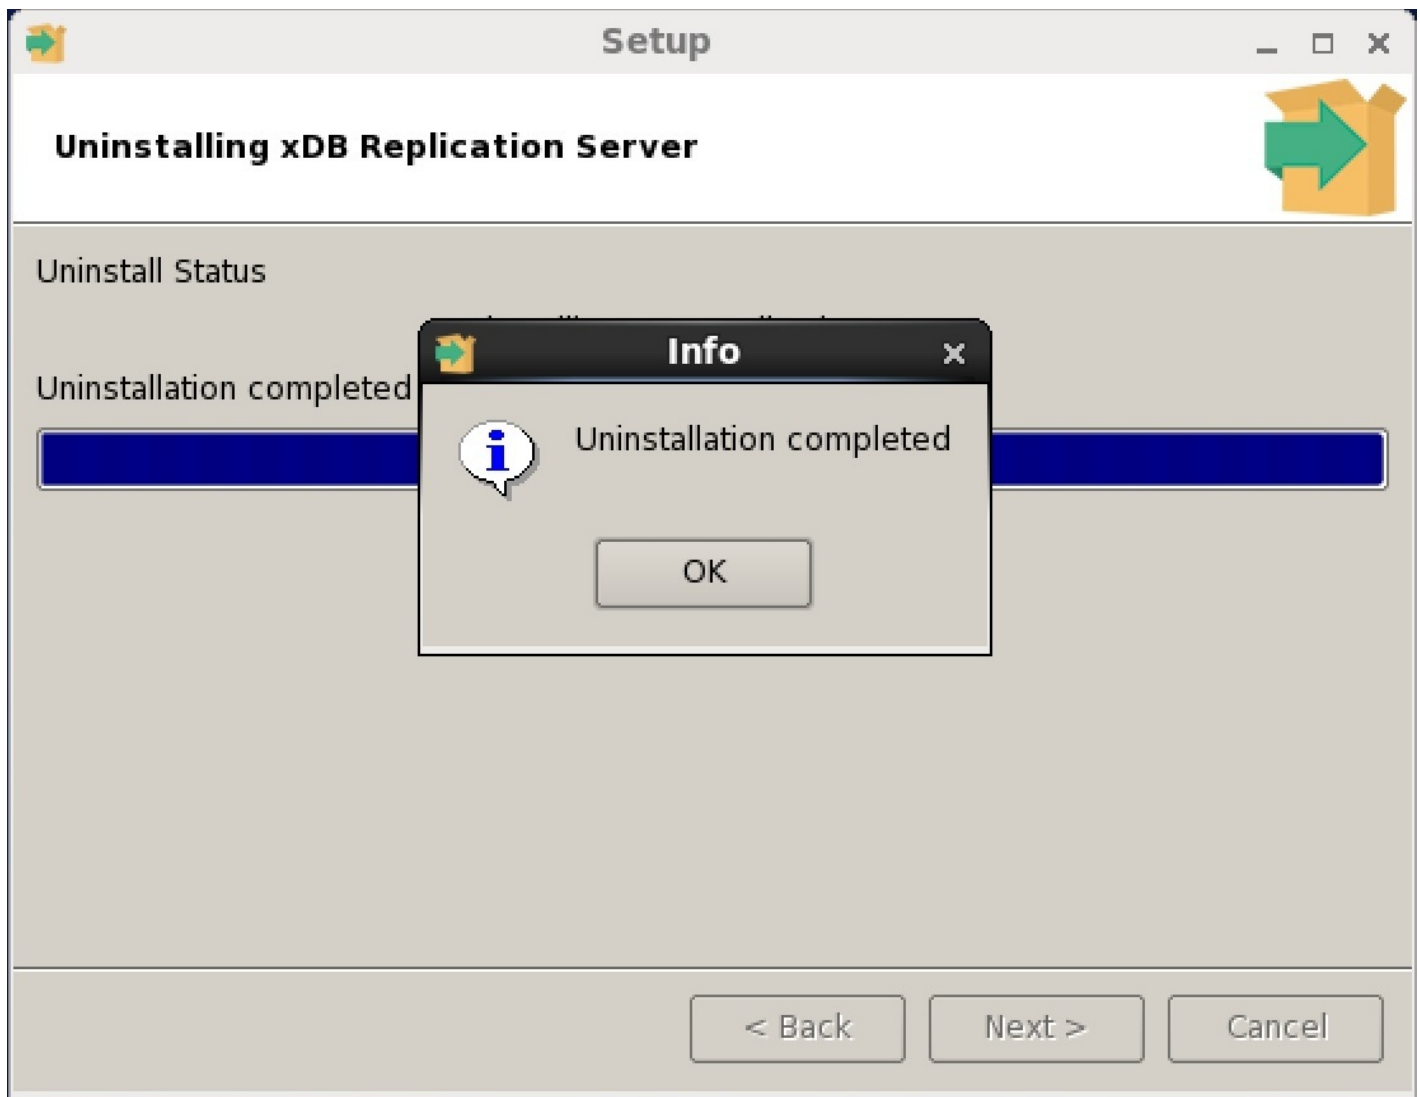 Setup
Uninstalling xDB Replication Server
Uninstall Status
Uninstallation completed
Info
Uninstallation completed
OK
< Back
Next >
Cancel